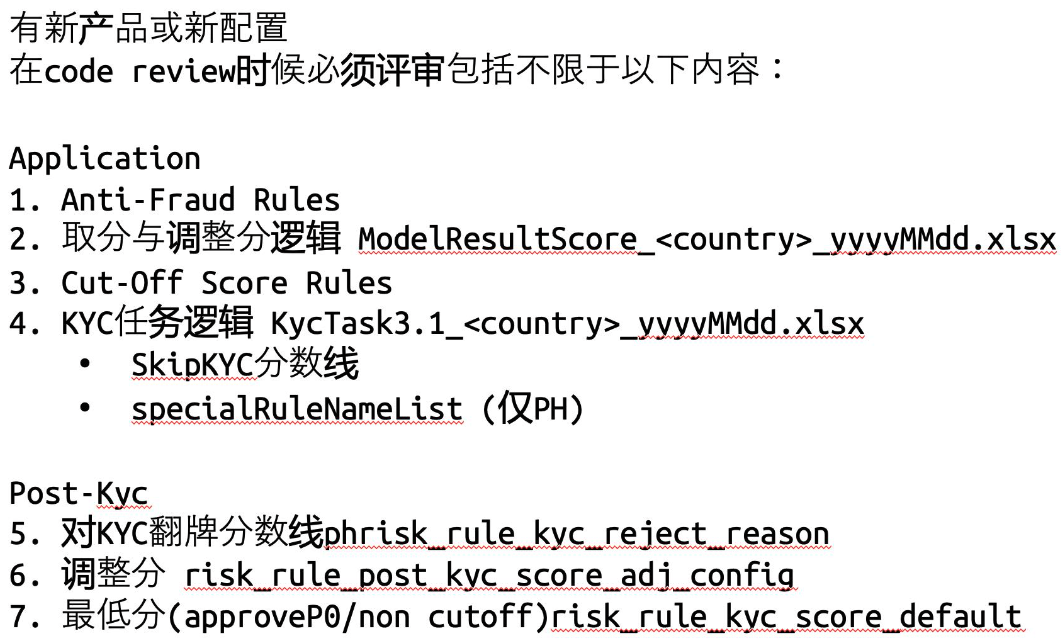 有新产品或新配置
在code review时候必须评审包括不限于以下内容：
Application
1. Anti-Fraud Rules
2. 取分与调整分逻辑 ModelResultScore_<country>_yyyyMMdd.xlsx
3. Cut-Off Score Rules
4. KYC任务逻辑 KycTask3.1_<country>_yyyyMMdd.xlsx
• SkipKYC分数线
• specialRuleNameList (仅PH)
Post-Kyc
5. 对KYC翻牌分数线phrisk_rule_kyc_reject_reason
6. 调整分 risk_rule_post_kyc_score_adj_config
7. 最低分(approveP0/non cutoff)risk_rule_kyc_score_default